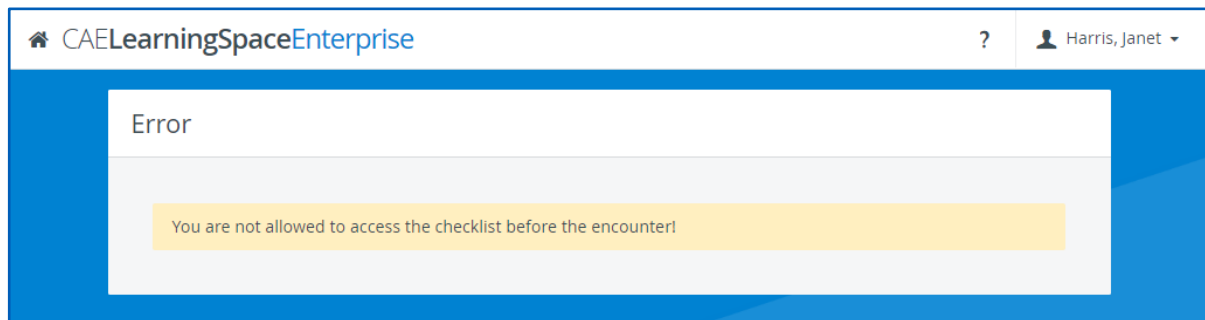 CAELearningSpaceEnterprise
?
Harris, Janet
Error
You are not allowed to access the checklist before the encounter!